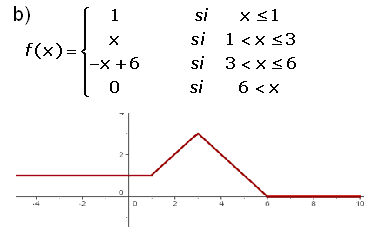 b)
f(x) = { 1 si x ≤ 1
x si 1 < x ≤ 3
−x + 6 si 3 < x ≤ 6
0 si 6 < x
4
2
0
-4 -2 0 2 4 6 8 10